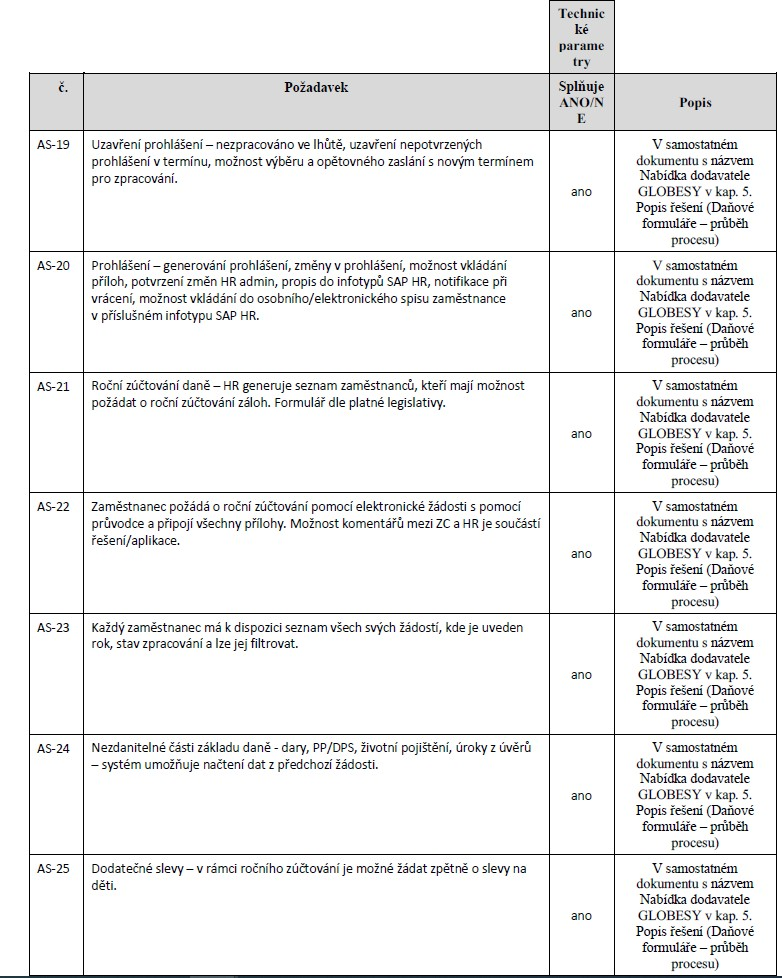 Technic
ké
parame
try
č.
Požadavek
Splňuje
ANO/N
E
Popis
AS-19
Uzavření prohlášení – nezpracováno ve lhůtě, uzavření nepotvrzených
prohlášení v termínu, možnost výběru a opětovného zaslání s novým termínem
pro zpracování.
ano
V samostatném
dokumentu s názvem
Nabídka dodavatele
GLOBESY v kap. 5.
Popis řešení (Daňové
formuláře – průběh
procesu)
AS-20
Prohlášení – generování prohlášení, změny v prohlášení, možnost vkládání
příloh, potvrzení změn HR admin, propis do infotypů SAP HR, notifikace při
vrácení, možnost vkládání do osobního/elektronického spisu zaměstnance
v příslušném infotypu SAP HR.
ano
V samostatném
dokumentu s názvem
Nabídka dodavatele
GLOBESY v kap. 5.
Popis řešení (Daňové
formuláře – průběh
procesu)
AS-21
Roční zúčtování daně – HR generuje seznam zaměstnanců, kteří mají možnost
požádat o roční zúčtování záloh. Formulář dle platné legislativy.
ano
V samostatném
dokumentu s názvem
Nabídka dodavatele
GLOBESY v kap. 5.
Popis řešení (Daňové
formuláře – průběh
procesu)
AS-22
Zaměstnanec požádá o roční zúčtování pomocí elektronické žádosti s pomocí
průvodce a připojí všechny přílohy. Možnost komentářů mezi ZC a HR je součástí
řešení/aplikace.
ano
V samostatném
dokumentu s názvem
Nabídka dodavatele
GLOBESY v kap. 5.
Popis řešení (Daňové
formuláře – průběh
procesu)
AS-23
Každý zaměstnanec má k dispozici seznam všech svých žádostí, kde je uveden
rok, stav zpracování a lze jej filtrovat.
ano
V samostatném
dokumentu s názvem
Nabídka dodavatele
GLOBESY v kap. 5.
Popis řešení (Daňové
formuláře – průběh
procesu)
AS-24
Nezdanitelné části základu daně - dary, PP/DPS, životní pojištění, úroky z úvěrů
– systém umožňuje načtení dat z předchozí žádosti.
ano
V samostatném
dokumentu s názvem
Nabídka dodavatele
GLOBESY v kap. 5.
Popis řešení (Daňové
formuláře – průběh
procesu)
AS-25
Dodatečné slevy – v rámci ročního zúčtování je možné žádat zpětně o slevy na
děti.
ano
V samostatném
dokumentu s názvem
Nabídka dodavatele
GLOBESY v kap. 5.
Popis řešení (Daňové
formuláře – průběh
procesu)